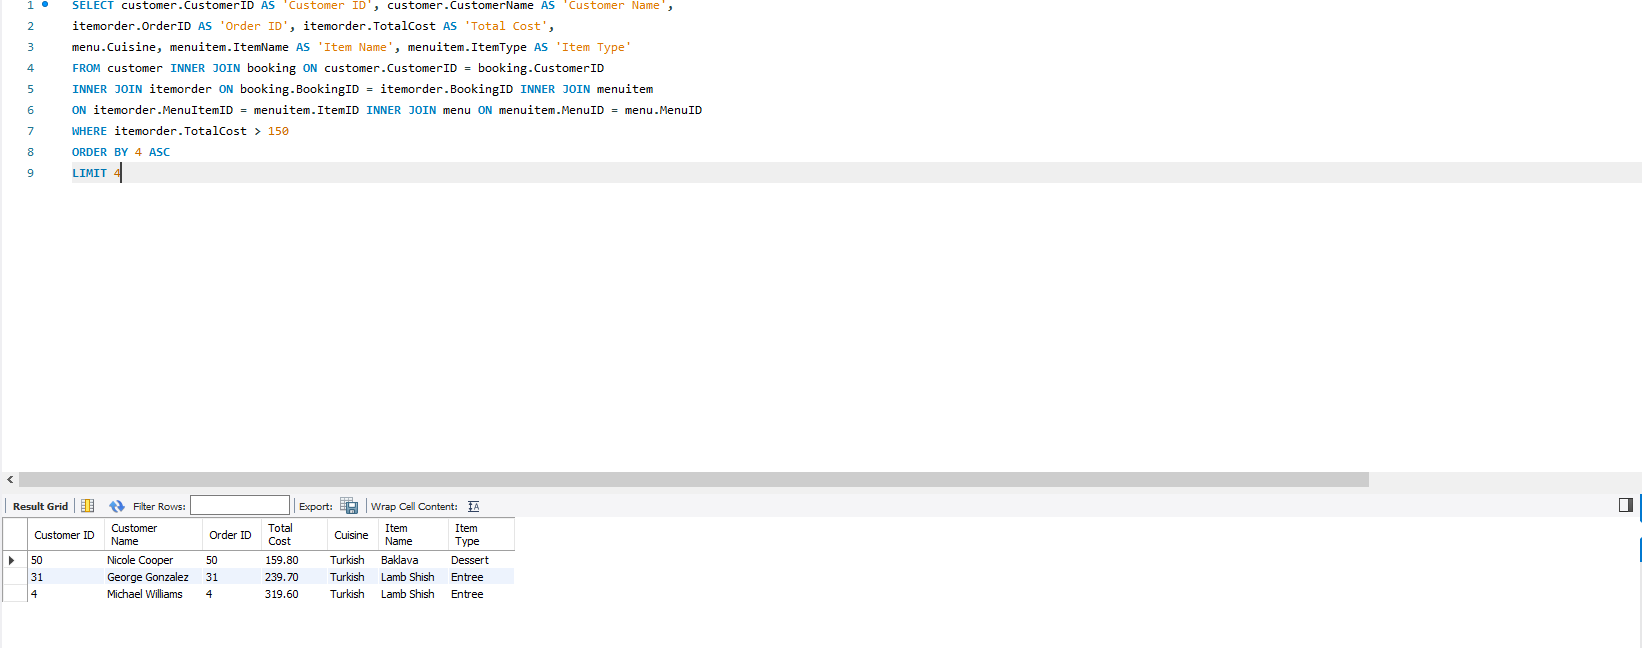 1 SELECT customer.CustomerID AS 'Customer ID', customer.CustomerName AS 'Customer Name',
2 itemorder.OrderID AS 'Order ID', itemorder.TotalCost AS 'Total Cost',
3 menu.Cuisine, menuitem.ItemName AS 'Item Name', menuitem.ItemType AS 'Item Type'
4 FROM customer INNER JOIN booking ON customer.CustomerID = booking.CustomerID
5 INNER JOIN itemorder ON booking.BookingID = itemorder.BookingID INNER JOIN menuitem
6 ON itemorder.MenuItemID = menuitem.ItemID INNER JOIN menu ON menuitem.MenuID = menu.MenuID
7 WHERE itemorder.TotalCost > 150
8 ORDER BY 4 ASC
9 LIMIT 4
Result Grid Filter Rows: Export: Wrap Cell Content: IA
Customer ID Customer Name Order ID Total Cost Cuisine Item Name Item Type
50 Nicole Cooper 50 159.80 Turkish Baklava Dessert
31 George Gonzalez 31 239.70 Turkish Lamb Shish Entree
4 Michael Williams 4 319.60 Turkish Lamb Shish Entree